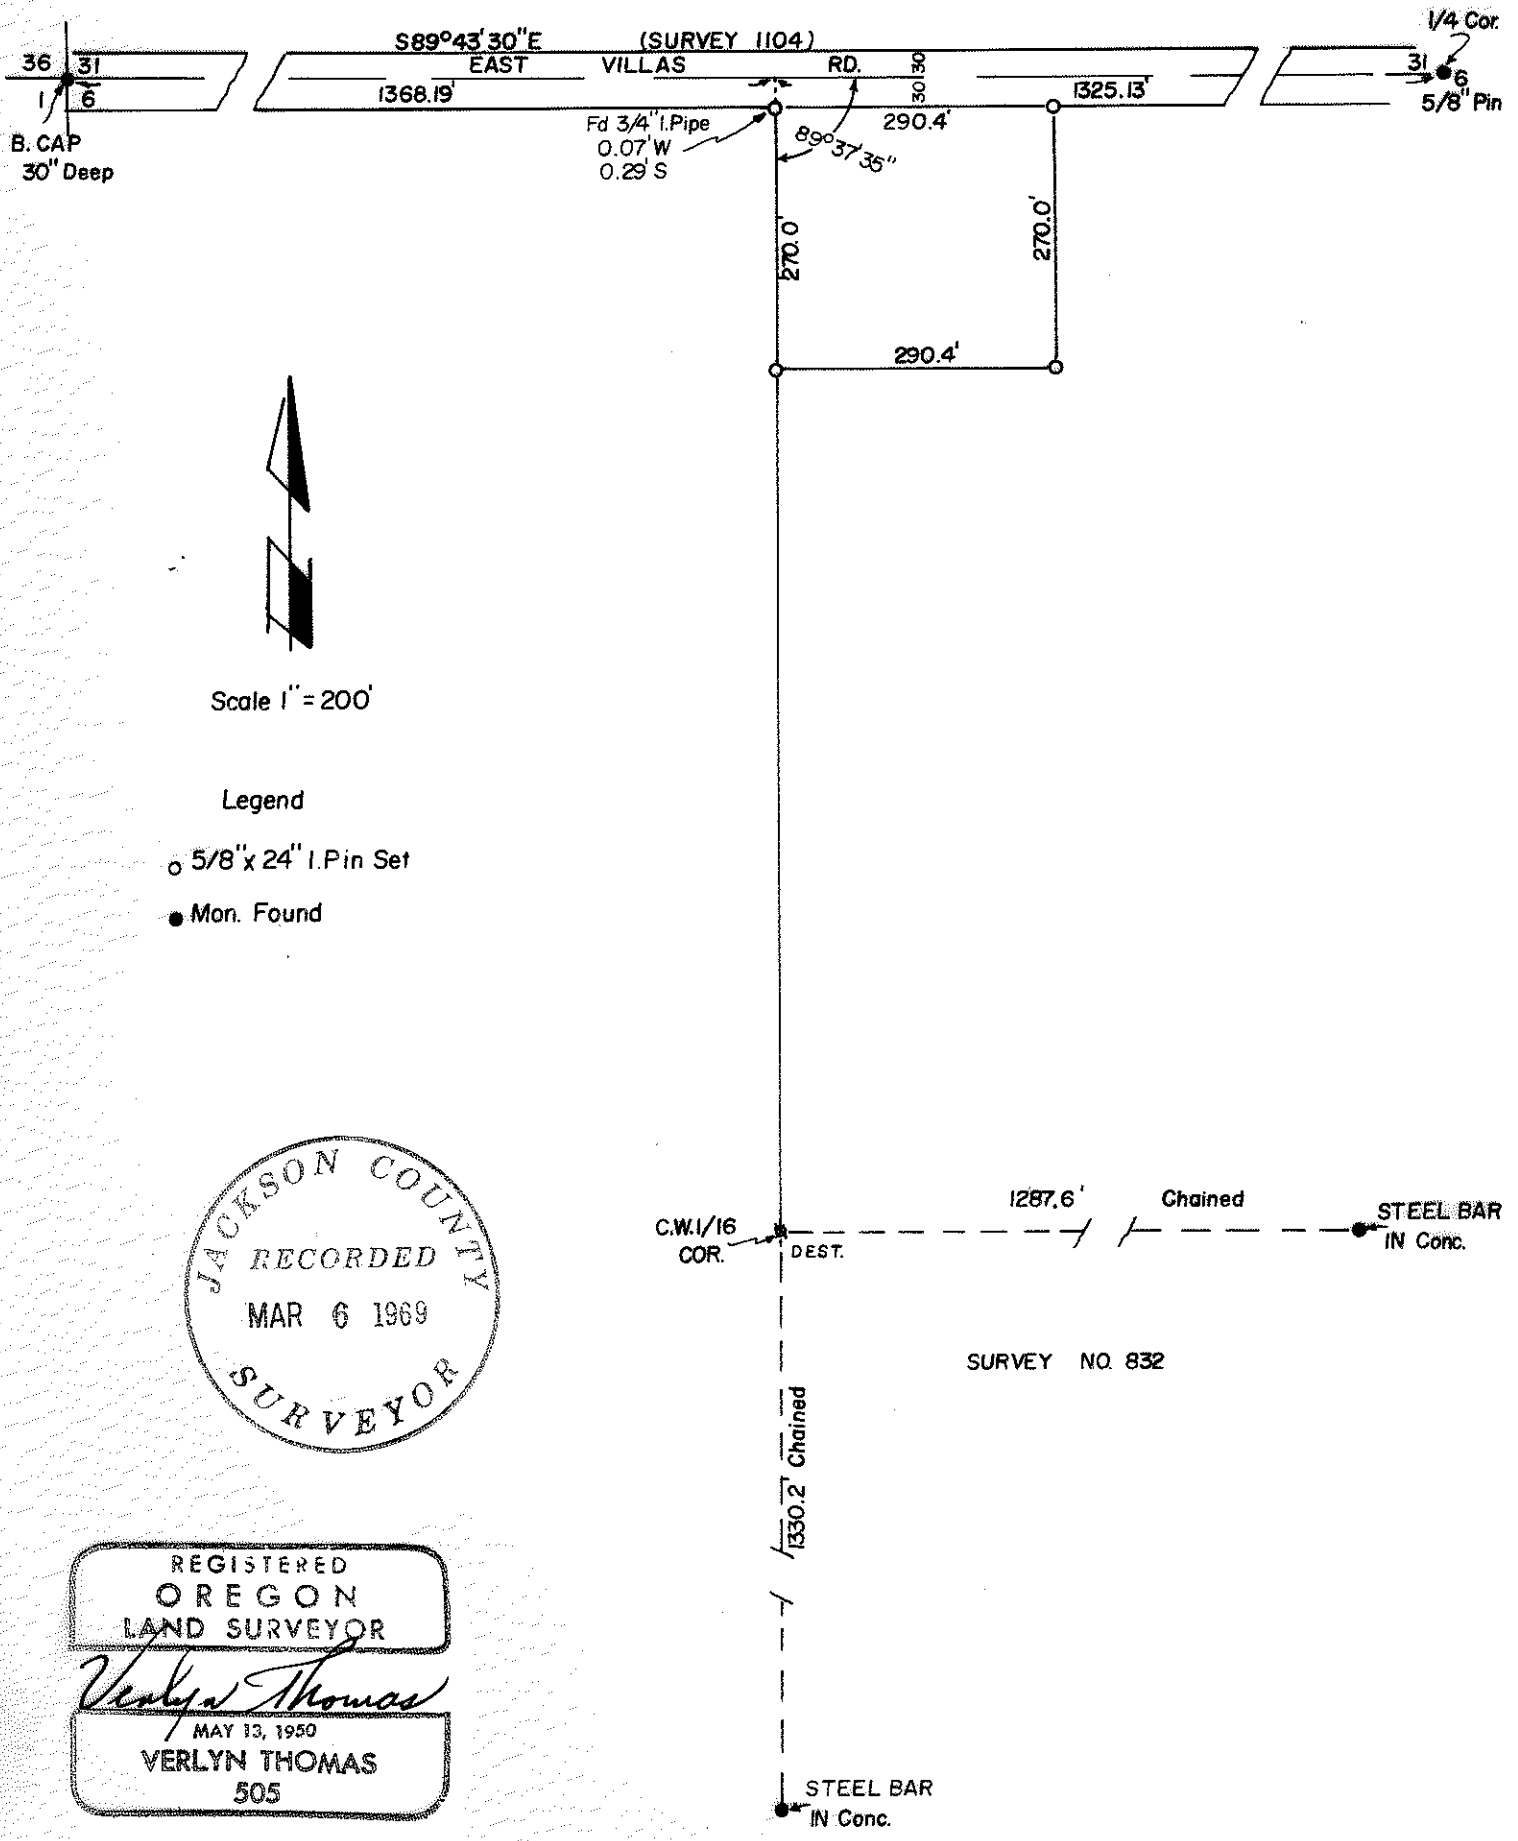 1/4 Cor.
S89°43'30"E (SURVEY 1104)
36 31
EAST VILLAS RD.
30
31
6
1 6
1368.19'
30
1325.13'
5/8" Pin
B. CAP
30" Deep
Fd 3/4" I.Pipe
0.07' W
0.29' S
290.4'
89°37'35"
270.0'
270.0'
290.4'
Scale 1" = 200'
Legend
5/8" x 24" I.Pin Set
Mon. Found
JACKSON COUNTY
RECORDED
MAR 6 1969
SURVEYOR
C.W.1/16
COR.
DEST.
1287.6' Chained
STEEL BAR
IN Conc.
SURVEY NO. 832
1330.2' Chained
REGISTERED
OREGON
LAND SURVEYOR
Verlyn Thomas
MAY 13, 1950
VERLYN THOMAS
505
STEEL BAR
IN Conc.